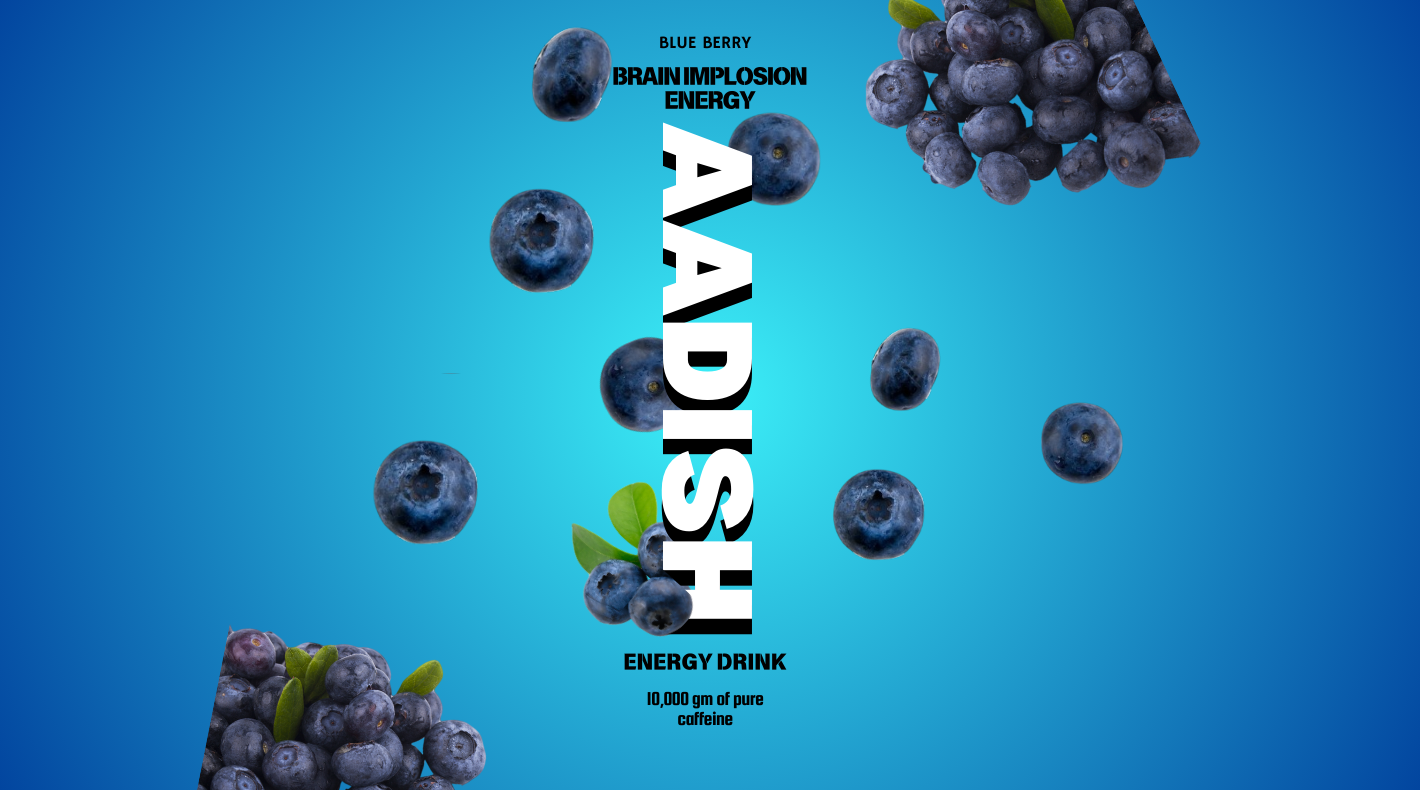 BLUE BERRY
BRAIN IMPLOSION
ENERGY
AADISH
ENERGY DRINK
10,000 gm of pure
caffeine